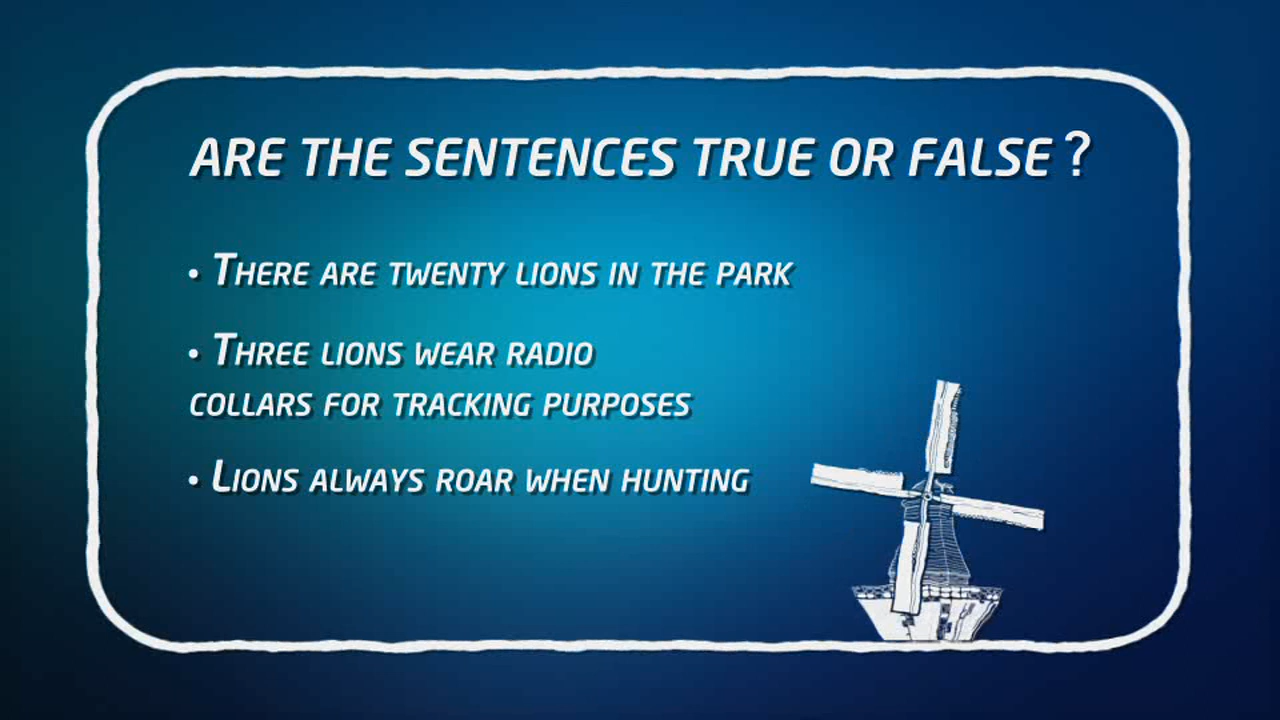 ARE THE SENTENCES TRUE OR FALSE ?
• THERE ARE TWENTY LIONS IN THE PARK
• THREE LIONS WEAR RADIO
COLLARS FOR TRACKING PURPOSES
• LIONS ALWAYS ROAR WHEN HUNTING